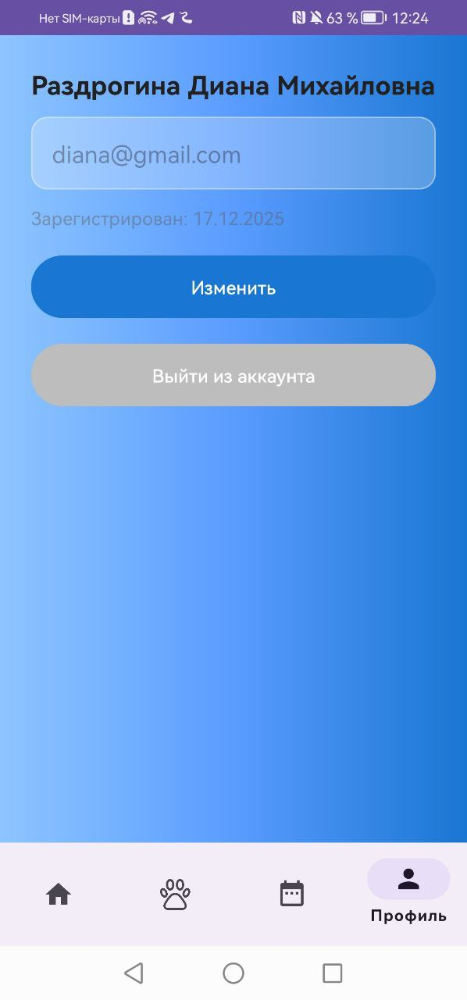 Нет SIM-карты 63 % 12:24
Раздрогина Диана Михайловна
diana@gmail.com
Зарегистрирован: 17.12.2025
Изменить
Выйти из аккаунта
Профиль